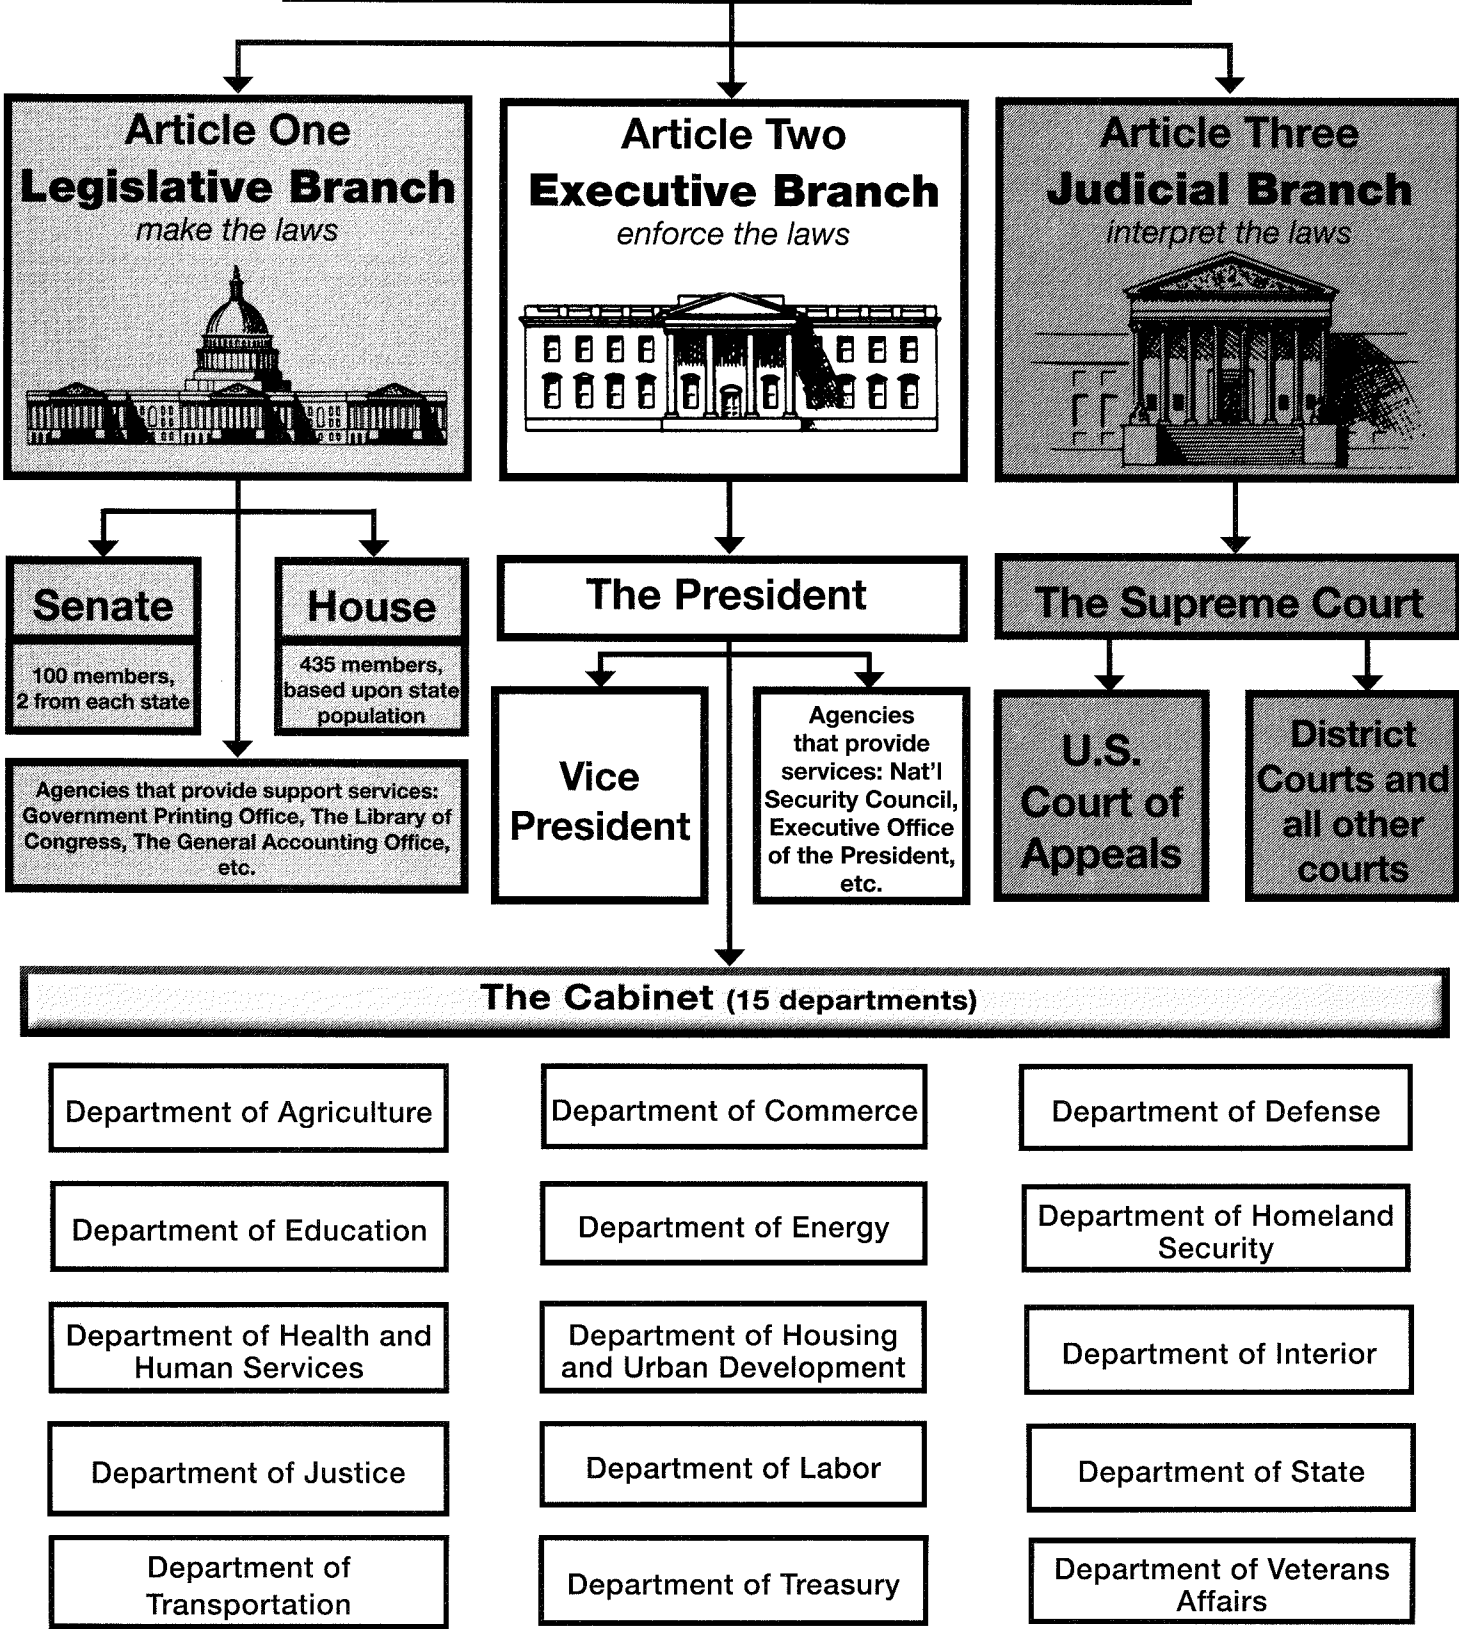 Article One
Legislative Branch
make the laws
Article Two
Executive Branch
enforce the laws
Article Three
Judicial Branch
interpret the laws
Senate
100 members,
2 from each state
House
435 members,
based upon state
population
Agencies that provide support services:
Government Printing Office, The Library of
Congress, The General Accounting Office,
etc.
The President
Vice
President
Agencies
that provide
services: Nat'l
Security Council,
Executive Office
of the President,
etc.
The Supreme Court
U.S.
Court of
Appeals
District
Courts and
all other
courts
The Cabinet (15 departments)
Department of Agriculture
Department of Commerce
Department of Defense
Department of Education
Department of Energy
Department of Homeland
Security
Department of Health and
Human Services
Department of Housing
and Urban Development
Department of Interior
Department of Justice
Department of Labor
Department of State
Department of
Transportation
Department of Treasury
Department of Veterans
Affairs